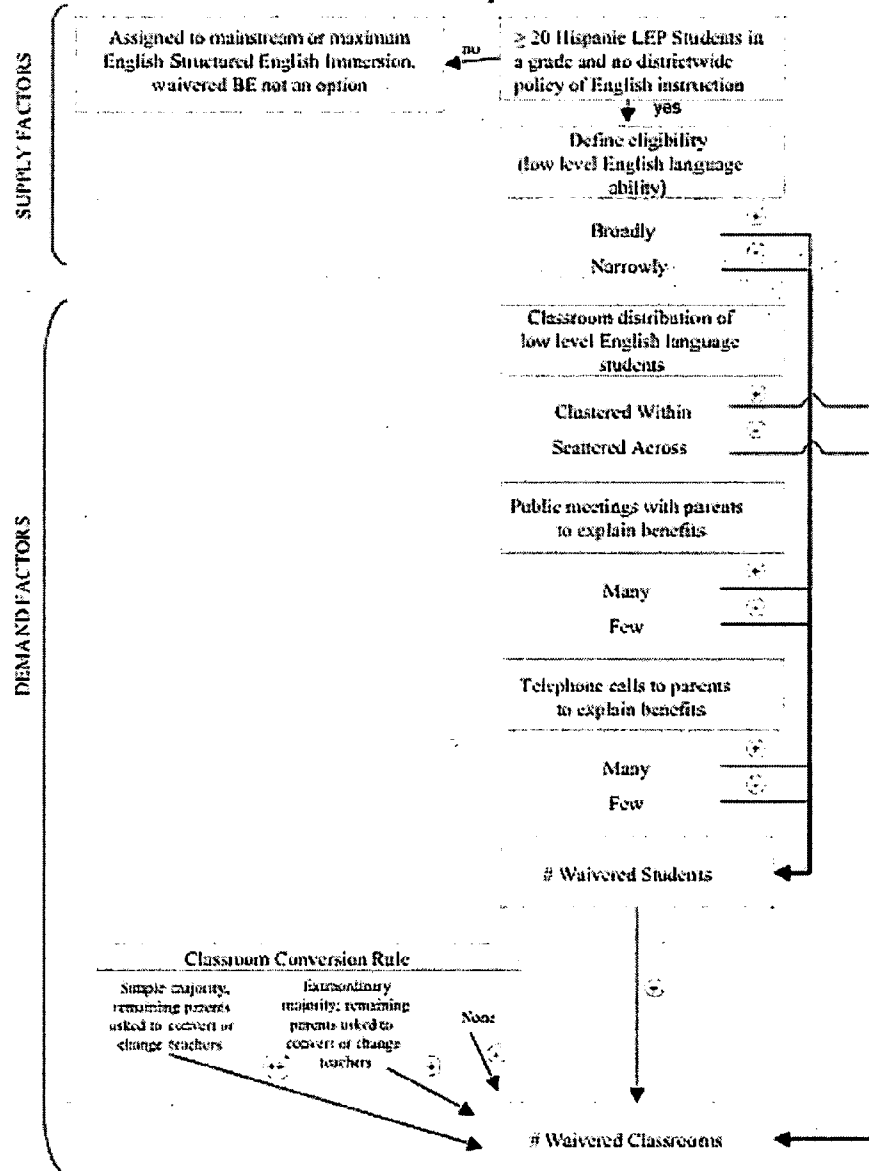 Assigned to mainstream or maximum
English Structured English Immersion,
waivered BE not an option
no
≥ 20 Hispanic LEP Students in
a grade and no districtwide
policy of English instruction
yes
SUPPLY FACTORS
Define eligibility
(low level English language
ability)
Broadly
Narrowly
DEMAND FACTORS
Classroom distribution of
low level English language
students
Clustered Within
Scattered Across
Public meetings with parents
to explain benefits
Many
Few
Telephone calls to parents
to explain benefits
Many
Few
# Waivered Students
Classroom Conversion Rule
Simple majority,
remaining parents
asked to convert or
change teachers
Extraordinary
majority; remaining
parents asked to
convert or change
teachers
None
# Waivered Classrooms